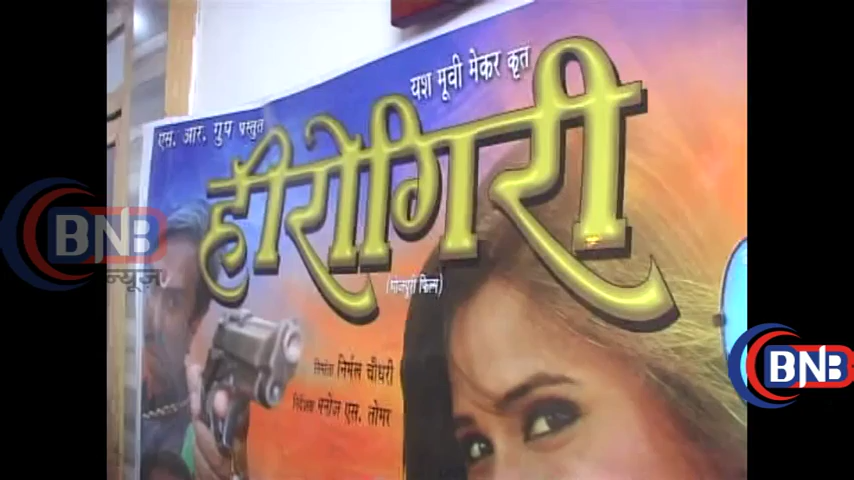 यश मूवी मेकर कृत
एस. आर. ग्रुप प्रस्तुत
हीरोगिरी
(भोजपुरी फिल्म)
निर्माता निर्मल चौधरी
निर्देशक मनोज एस. तोमर
BNB
न्यूज़
BNB